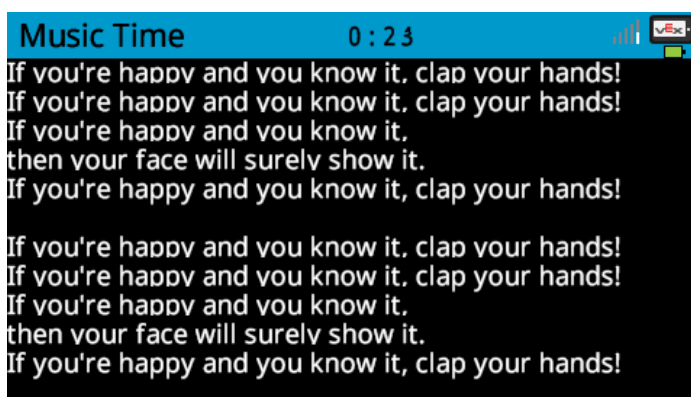 Music Time 0:23
VEX
If you're happy and you know it, clap your hands!
If you're happy and you know it, clap your hands!
If you're happy and you know it,
then your face will surely show it.
If you're happy and you know it, clap your hands!

If you're happy and you know it, clap your hands!
If you're happy and you know it, clap your hands!
If you're happy and you know it,
then your face will surely show it.
If you're happy and you know it, clap your hands!